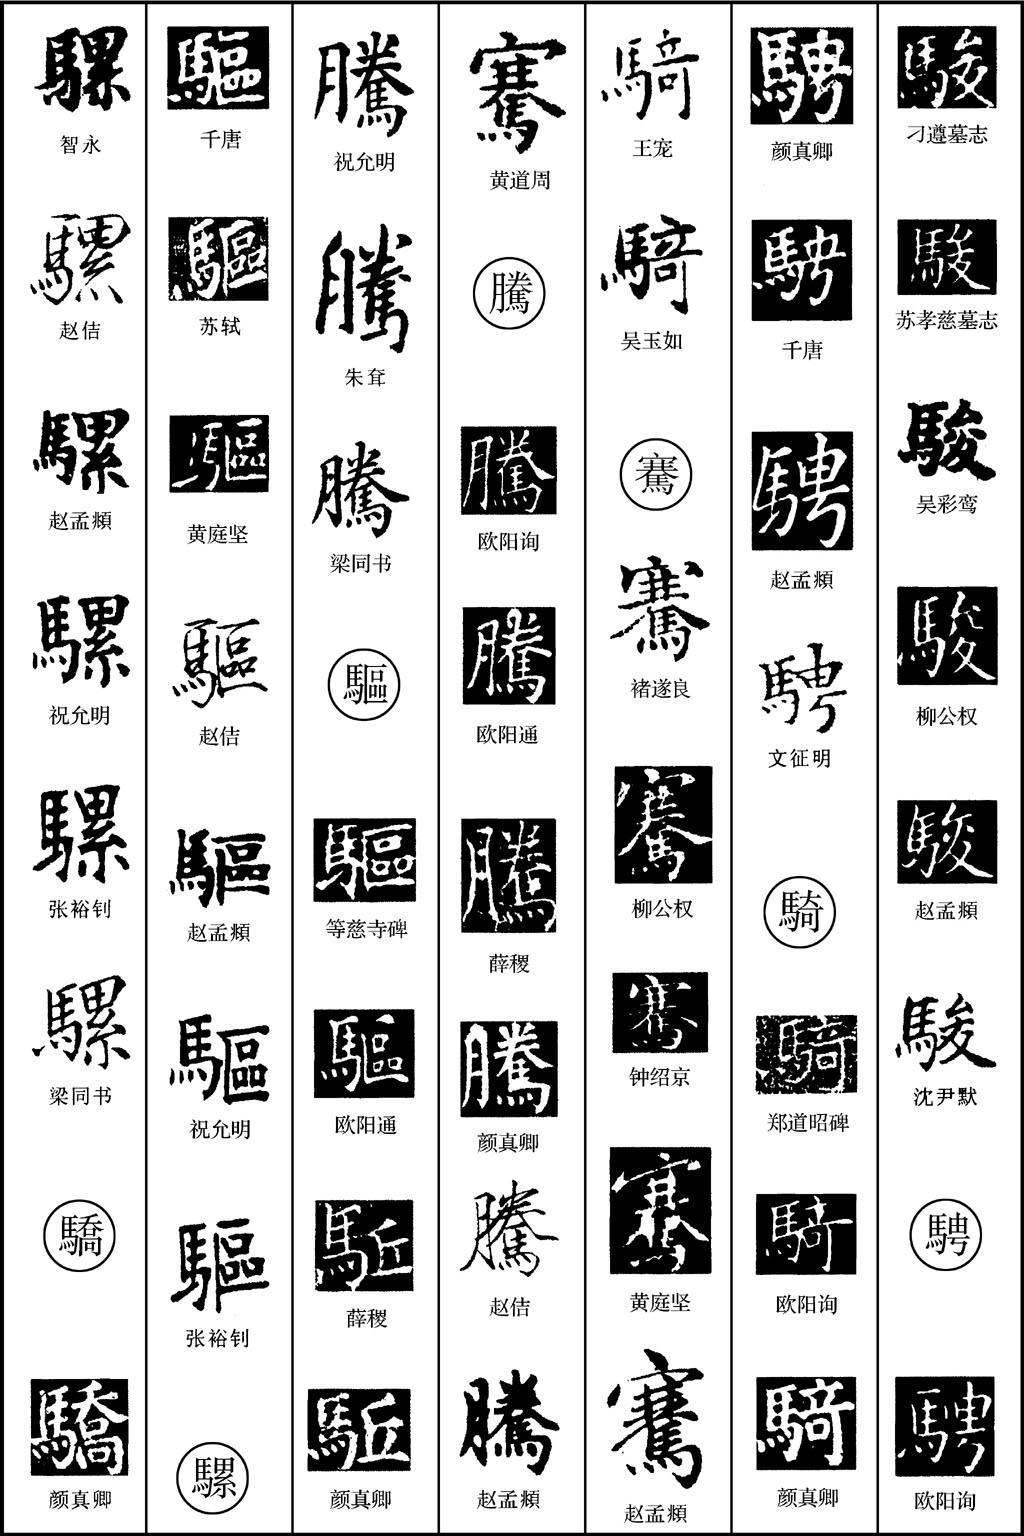 駿
刁遵墓志
駿
苏孝慈墓志
駿
吴彩鸾
駿
柳公权
駿
赵孟頫
駿
沈尹默
騁
騁
欧阳询
騁
颜真卿
騁
千唐
騁
赵孟頫
騁
文征明
騎
騎
郑道昭碑
騎
欧阳询
騎
颜真卿
騎
王宠
騎
吴玉如
騫
騫
褚遂良
騫
柳公权
騫
钟绍京
騫
黄庭坚
騫
赵孟頫
騫
黄道周
騰
騰
欧阳询
騰
欧阳通
騰
薛稷
騰
颜真卿
騰
赵佶
騰
赵孟頫
騰
祝允明
騰
朱耷
騰
梁同书
驅
驅
等慈寺碑
驅
欧阳通
駈
薛稷
駈
颜真卿
驅
千唐
驅
苏轼
驅
黄庭坚
驅
赵佶
驅
赵孟頫
驅
祝允明
驅
张裕钊
騾
騾
智永
騾
赵佶
騾
赵孟頫
騾
祝允明
騾
张裕钊
騾
梁同书
驕
驕
颜真卿